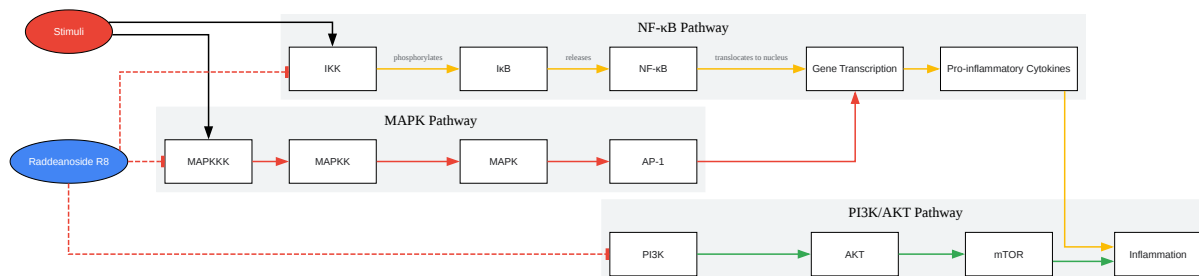 Stimuli
NF-κB Pathway
phosphorylates
releases
translocates to nucleus
IKK
IκB
NF-κB
Gene Transcription
Pro-inflammatory Cytokines
MAPK Pathway
Raddeanoside R8
MAPKKK
MAPKK
MAPK
AP-1
PI3K/AKT Pathway
PI3K
AKT
mTOR
Inflammation